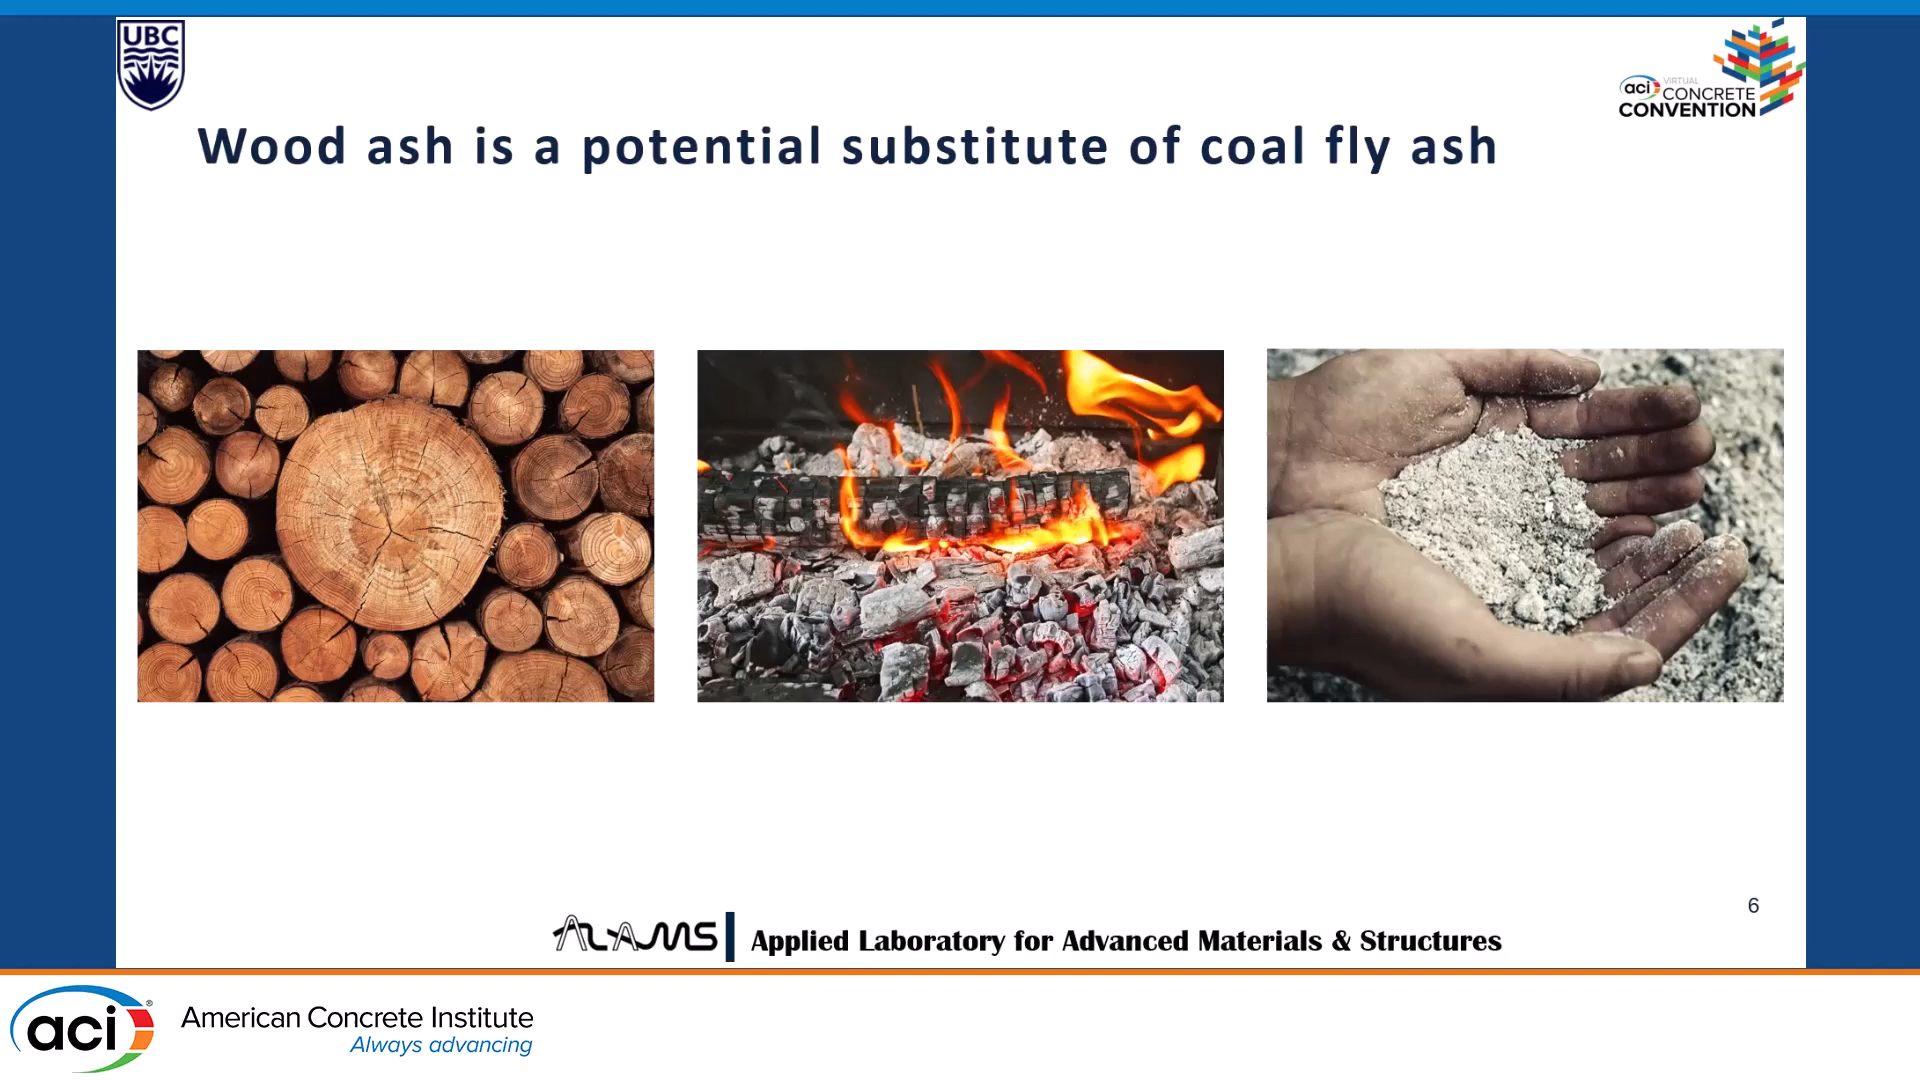 UBC
aci VIRTUAL
CONCRETE
CONVENTION
Wood ash is a potential substitute of coal fly ash
6
ALAMS Applied Laboratory for Advanced Materials & Structures
aci® American Concrete Institute
Always advancing